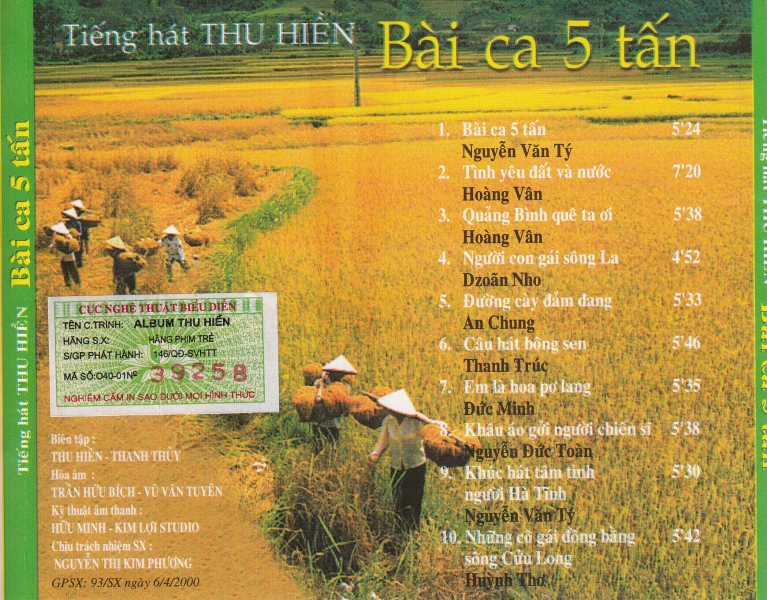 Tiếng hát THU HIỀN Bài ca 5 tấn
1. Bài ca 5 tấn 5'24
Nguyễn Văn Tý
2. Tình yêu đất và nước 7'20
Hoàng Vân
3. Quảng Bình quê ta ơi 5'38
Hoàng Vân
4. Người con gái sông La 4'52
Dzoãn Nho
5. Đường cày đảm đang 5'33
An Chung
6. Câu hát bông sen 5'46
Thanh Trúc
7. Em là hoa pơ lang 5'35
Đức Minh
8. Khâu áo gởi người chiến sĩ 5'38
Nguyễn Đức Toàn
9. Khúc hát tâm tình 5'30
người Hà Tĩnh
Nguyễn Văn Tý
10. Những cô gái đồng bằng 5'42
sông Cửu Long
Huỳnh Thơ
CỤC NGHỆ THUẬT BIỂU DIỄN
TÊN C.TRÌNH: ALBUM THU HIỀN
HÃNG S.X: HÃNG PHIM TRẺ
S/GP PHÁT HÀNH: 146/QĐ-SVHTT
MÃ SỐ:O40-01Nº 39258
NGHIÊM CẤM IN SAO DƯỚI MỌI HÌNH THỨC
Biên tập :
THU HIỀN - THANH THỦY
Hòa âm :
TRẦN HỮU BÍCH - VŨ VĂN TUYÊN
Kỹ thuật âm thanh :
HỮU MINH - KIM LỢI STUDIO
Chịu trách nhiệm SX :
NGUYỄN THỊ KIM PHƯỢNG
GPSX: 93/SX ngày 6/4/2000
Tiếng hát THU HIỀN Bài ca 5 tấn
Tiếng hát THU HIỀN Bài ca 5 tấn